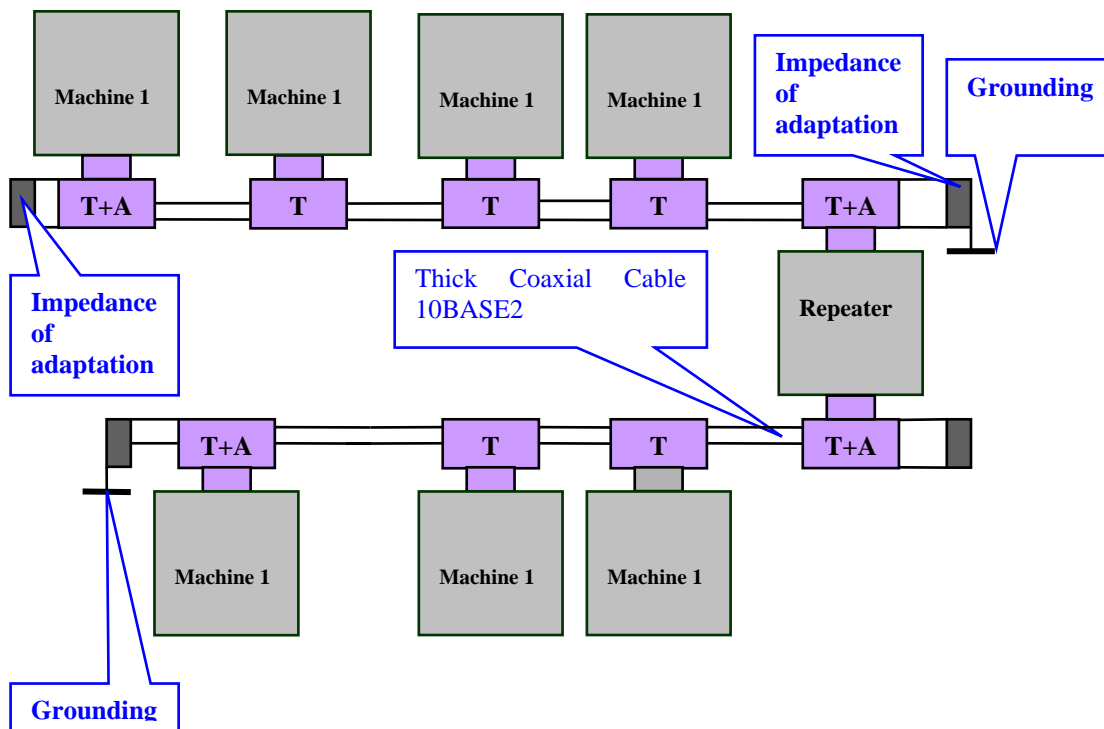 Machine 1
Machine 1
Machine 1
Machine 1
Impedance
of
adaptation
Grounding
T+A
T
T
T
T+A
Impedance
of
adaptation
Thick Coaxial Cable
10BASE2
Repeater
T+A
T
T
T+A
Machine 1
Machine 1
Machine 1
Grounding